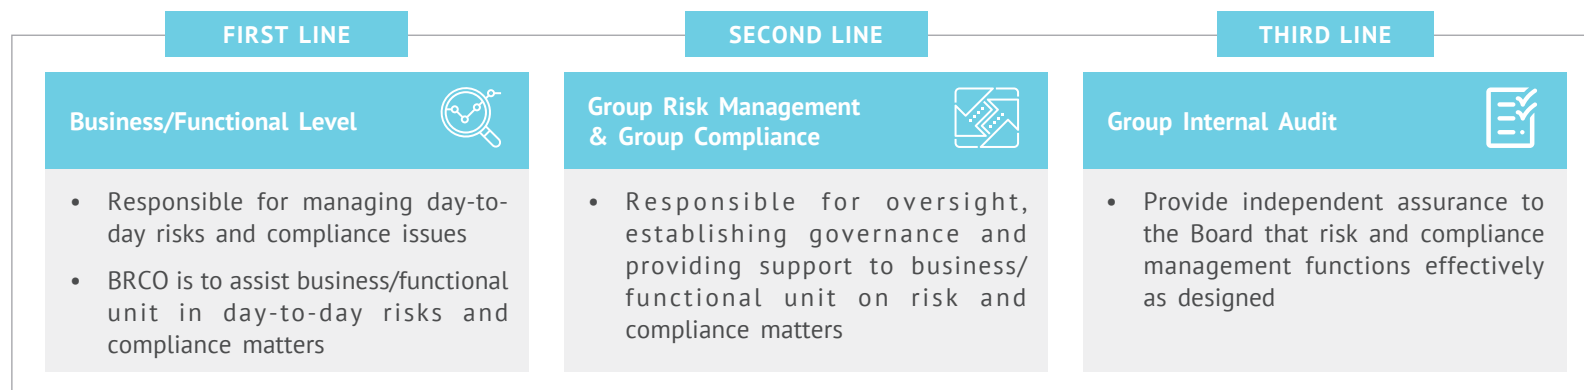 FIRST LINE
Business/Functional Level
• Responsible for managing day-to-
day risks and compliance issues
• BRCO is to assist business/functional
unit in day-to-day risks and
compliance matters
SECOND LINE
Group Risk Management
& Group Compliance
• Responsible for oversight,
establishing governance and
providing support to business/
functional unit on risk and
compliance matters
THIRD LINE
Group Internal Audit
• Provide independent assurance to
the Board that risk and compliance
management functions effectively
as designed